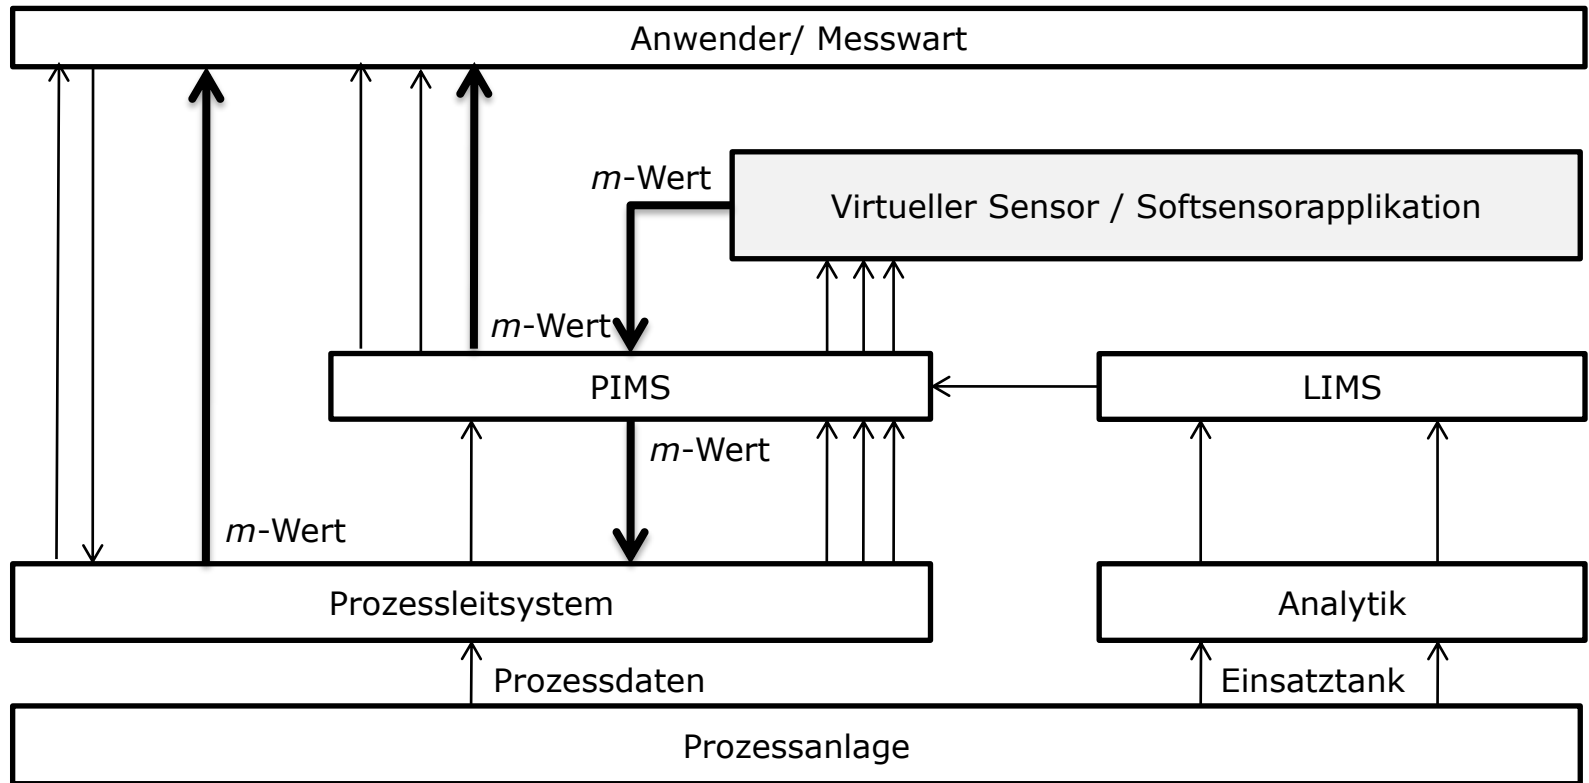 Anwender/ Messwart
m-Wert
Virtueller Sensor / Softsensorapplikation
m-Wert
PIMS
LIMS
m-Wert
m-Wert
Prozessleitsystem
Analytik
Prozessdaten
Einsatztank
Prozessanlage